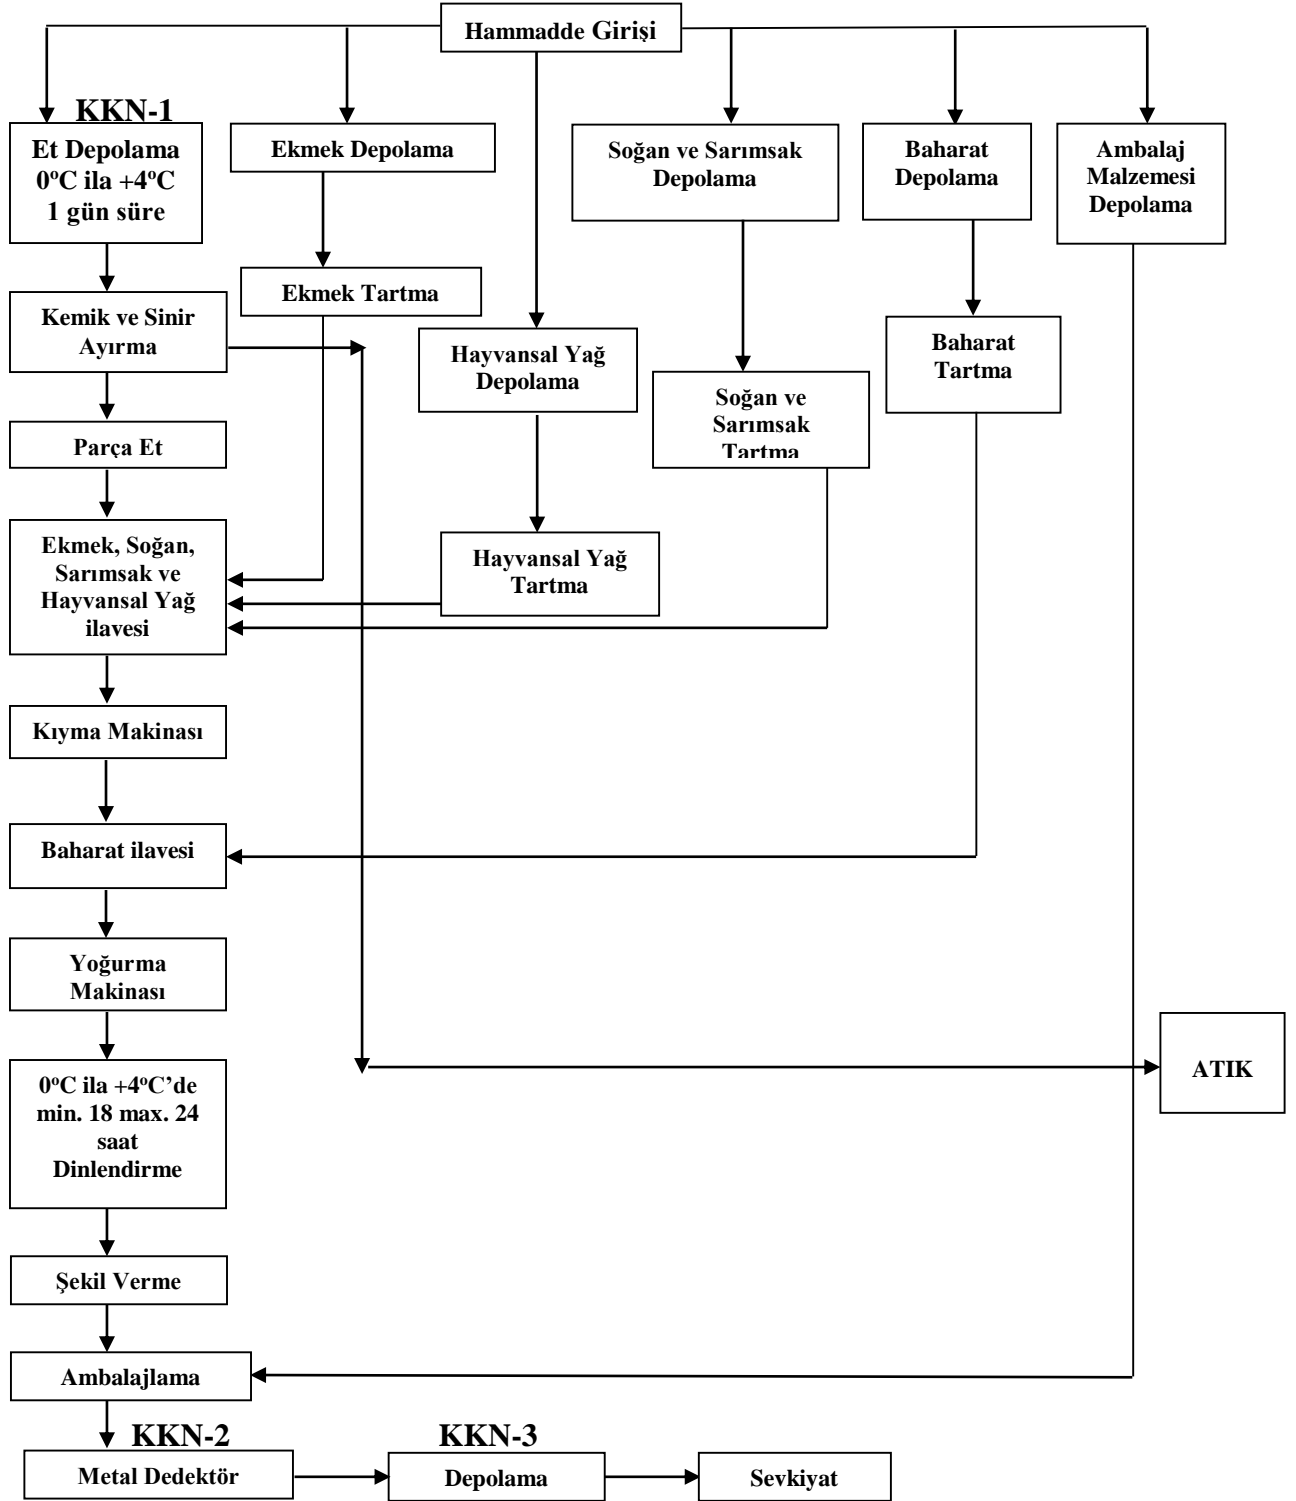 Hammadde Girişi
KKN-1
Et Depolama
0ºC ila +4ºC
1 gün süre
Ekmek Depolama
Soğan ve Sarımsak
Depolama
Baharat
Depolama
Ambalaj
Malzemesi
Depolama
Ekmek Tartma
Kemik ve Sinir
Ayırma
Hayvansal Yağ
Depolama
Baharat
Tartma
Soğan ve
Sarımsak
Tartma
Parça Et
Ekmek, Soğan,
Sarımsak ve
Hayvansal Yağ
ilavesi
Hayvansal Yağ
Tartma
Kıyma Makinası
Baharat ilavesi
Yoğurma
Makinası
0ºC ila +4ºC’de
min. 18 max. 24
saat
Dinlendirme
ATIK
Şekil Verme
Ambalajlama
KKN-2
KKN-3
Metal Dedektör
Depolama
Sevkiyat